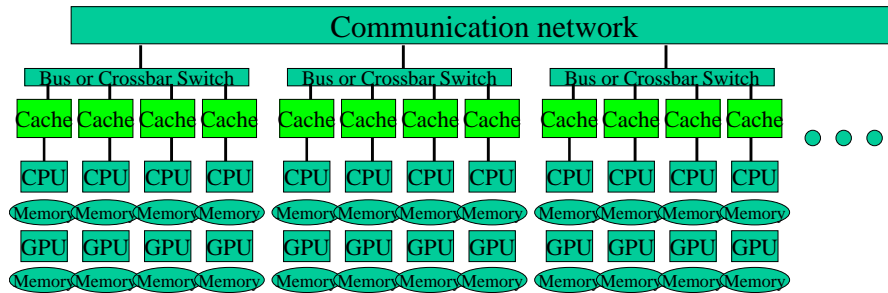 Communication network
Bus or Crossbar Switch Bus or Crossbar Switch Bus or Crossbar Switch
Cache Cache Cache Cache Cache Cache Cache Cache Cache Cache Cache Cache
CPU CPU CPU CPU CPU CPU CPU CPU CPU CPU CPU CPU
Memory Memory Memory Memory Memory Memory Memory Memory Memory Memory Memory Memory
GPU GPU GPU GPU GPU GPU GPU GPU GPU GPU GPU GPU
Memory Memory Memory Memory Memory Memory Memory Memory Memory Memory Memory Memory